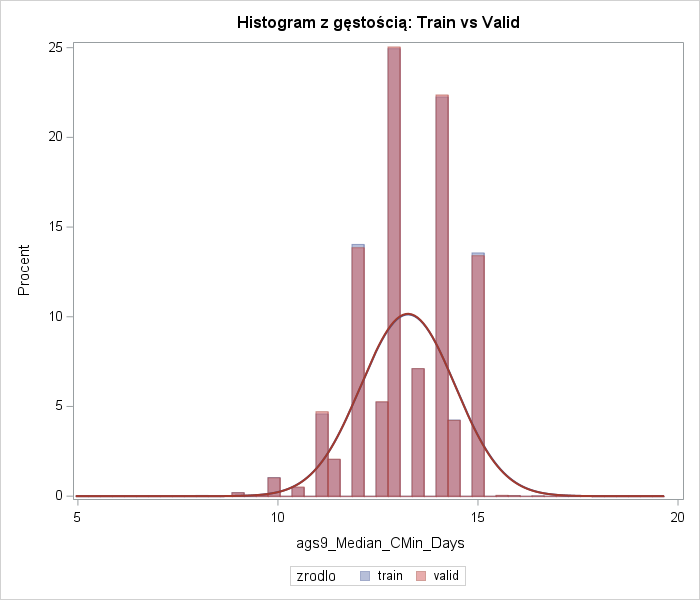 Histogram z gęstością: Train vs Valid
25
20
15
10
5
0
Procent
5 10 15 20
ags9_Median_CMin_Days
zrodlo train valid